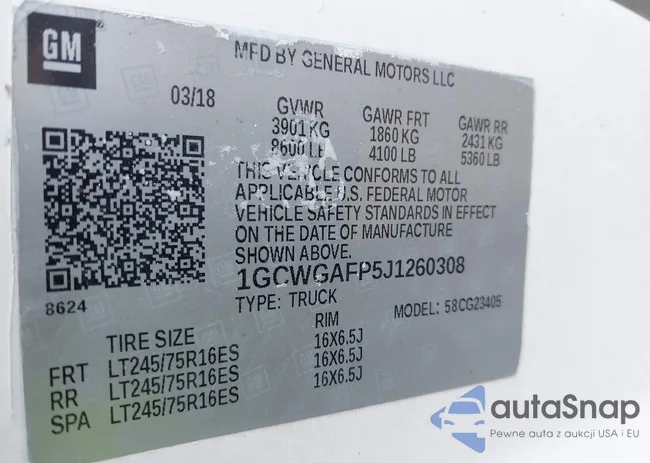 GM
MFD BY GENERAL MOTORS LLC
03/18
GVWR GAWR FRT GAWR RR
3901 KG 1860 KG 2431 KG
8600 LB 4100 LB 5360 LB
THIS VEHICLE CONFORMS TO ALL
APPLICABLE U.S. FEDERAL MOTOR
VEHICLE SAFETY STANDARDS IN EFFECT
ON THE DATE OF MANUFACTURE
SHOWN ABOVE.
1GCWGAFP5J1260308
8624
TYPE: TRUCK MODEL: 58CG23405
TIRE SIZE RIM
FRT LT245/75R16ES 16X6.5J
RR LT245/75R16ES 16X6.5J
SPA LT245/75R16ES 16X6.5J
autaSnap
Pewne auta z aukcji USA i EU